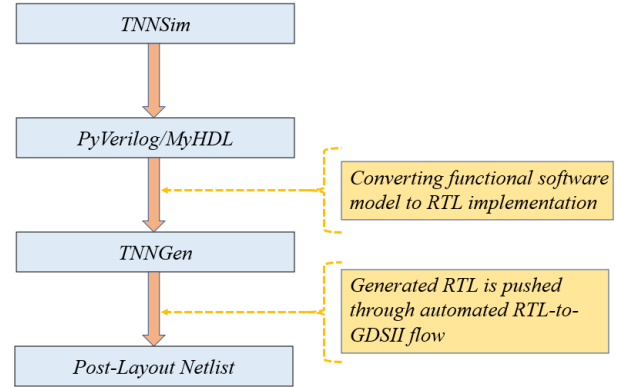 TNNSim
PyVerilog/MyHDL
Converting functional software
model to RTL implementation
TNNGen
Generated RTL is pushed
through automated RTL-to-
GDSII flow
Post-Layout Netlist